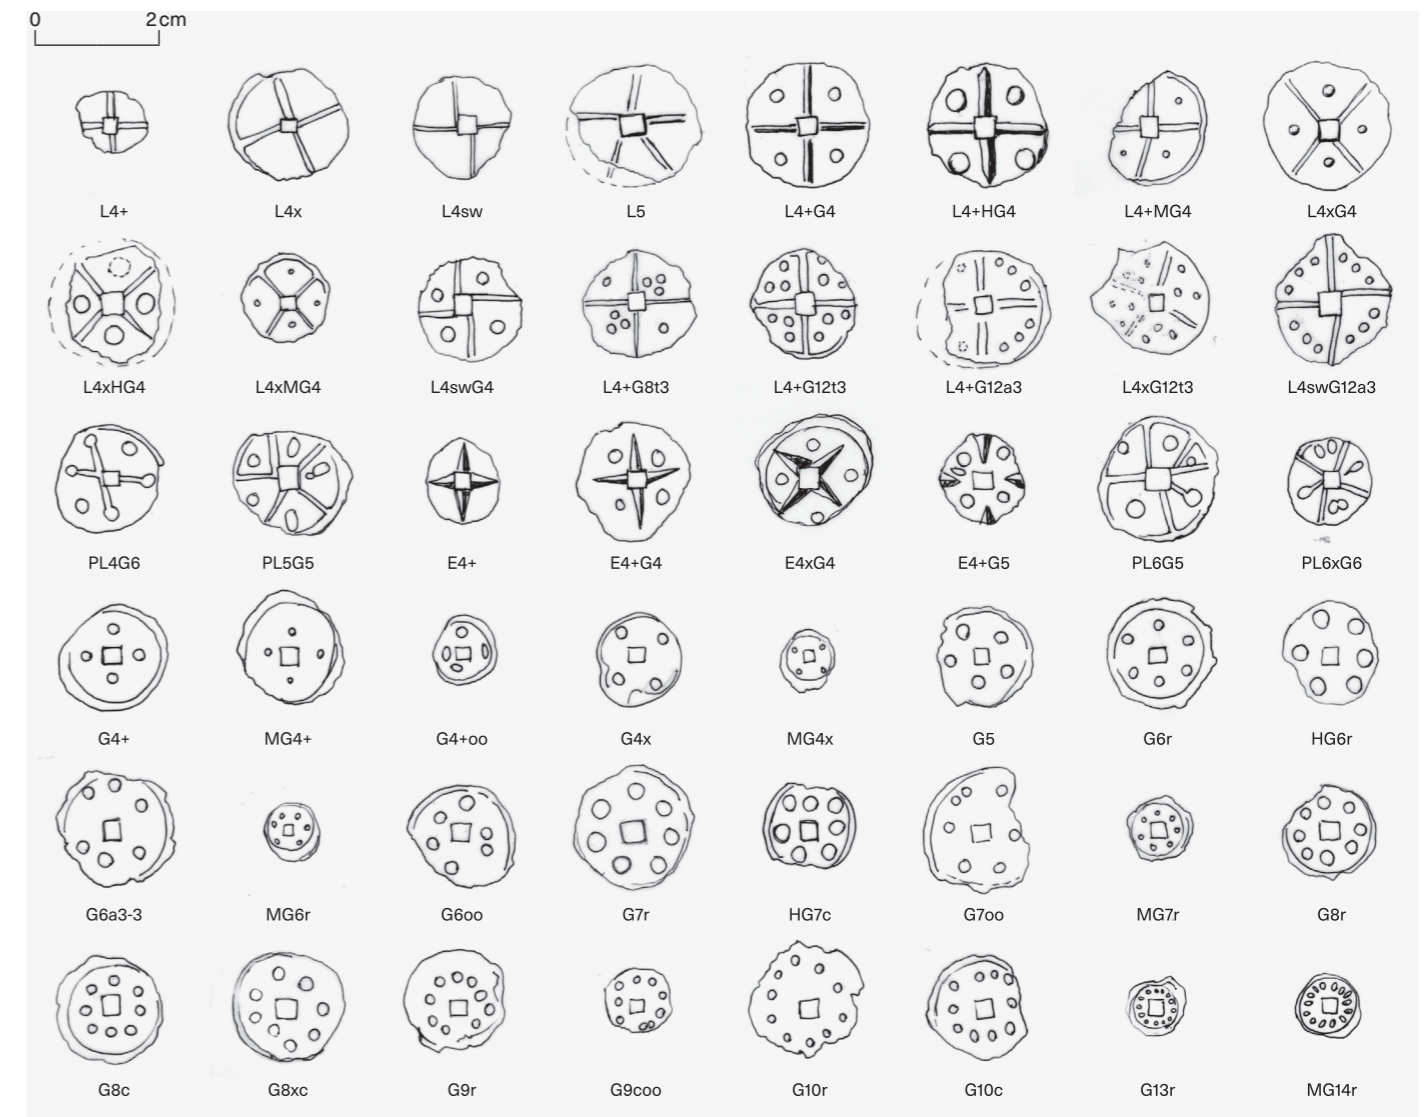 0 2 cm
L4+ L4x L4sw L5 L4+G4 L4+HG4 L4+MG4 L4xG4
L4xHG4 L4xMG4 L4swG4 L4+G8t3 L4+G12t3 L4+G12a3 L4xG12t3 L4swG12a3
PL4G6 PL5G5 E4+ E4+G4 E4xG4 E4+G5 PL6G5 PL6xG6
G4+ MG4+ G4+oo G4x MG4x G5 G6r HG6r
G6a3-3 MG6r G6oo G7r HG7c G7oo MG7r G8r
G8c G8xc G9r G9coo G10r G10c G13r MG14r